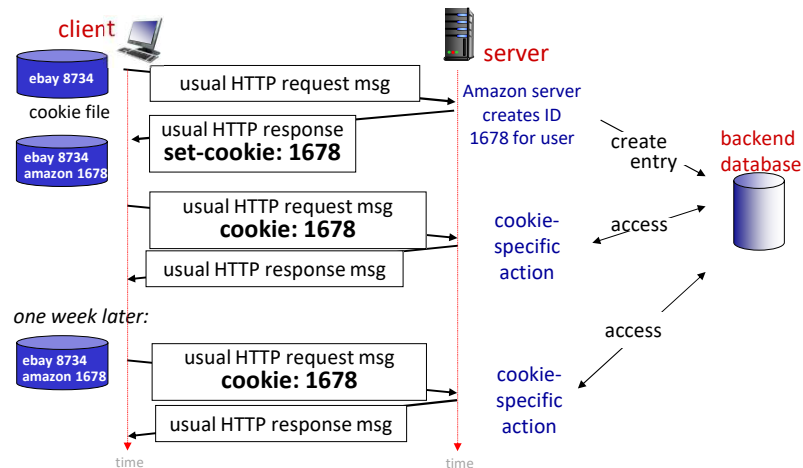 client
server
ebay 8734
cookie file
usual HTTP request msg
Amazon server
creates ID
1678 for user
usual HTTP response
set-cookie: 1678
ebay 8734
amazon 1678
create
entry
backend
database
usual HTTP request msg
cookie: 1678
cookie-
specific
action
access
usual HTTP response msg
one week later:
ebay 8734
amazon 1678
access
usual HTTP request msg
cookie: 1678
cookie-
specific
action
usual HTTP response msg
time
time